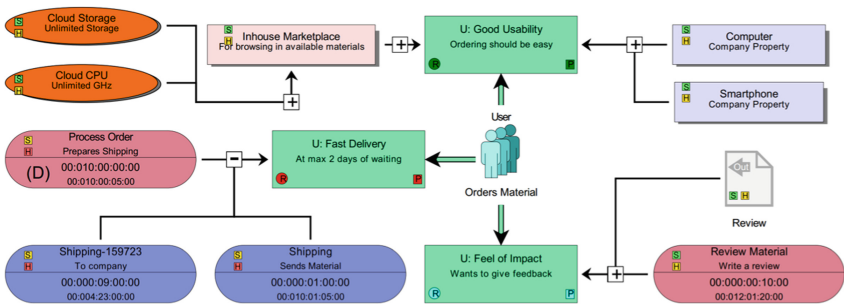 Cloud Storage
Unlimited Storage
S
H
Cloud CPU
Unlimited GHz
S
H
S
H
Inhouse Marketplace
For browsing in available materials
+
+
U: Good Usability
Ordering should be easy
R
P
+
S
H
Computer
Company Property
S
H
Smartphone
Company Property
User
Orders Material
S
H
Process Order
Prepares Shipping
(D)
00:010:00:00:00
00:010:00:05:00
−
U: Fast Delivery
At max 2 days of waiting
R
P
Out
S H
Review
S
H
Shipping-159723
To company
00:000:09:00:00
00:004:23:00:00
S
H
Shipping
Sends Material
00:000:01:00:00
00:010:01:05:00
U: Feel of Impact
Wants to give feedback
R
P
+
S
H
Review Material
Write a review
00:000:00:10:00
00:012:01:20:00